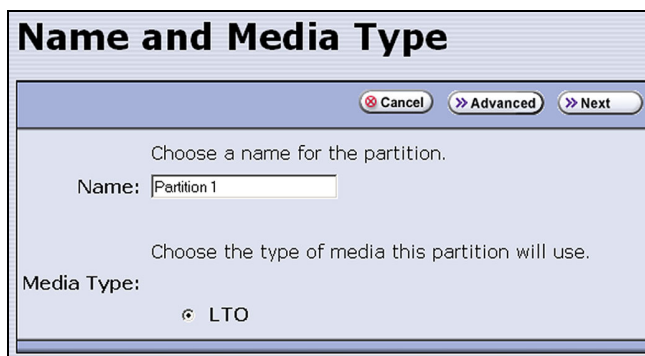 Name and Media Type
Cancel Advanced Next
Choose a name for the partition.
Name: Partition 1
Choose the type of media this partition will use.
Media Type:
LTO